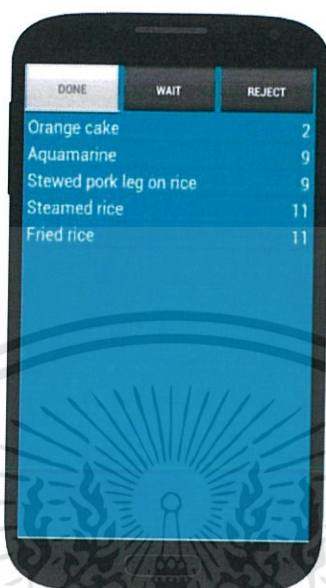 DONE WAIT REJECT
Orange cake 2
Aquamarine 9
Stewed pork leg on rice 9
Steamed rice 11
Fried rice 11